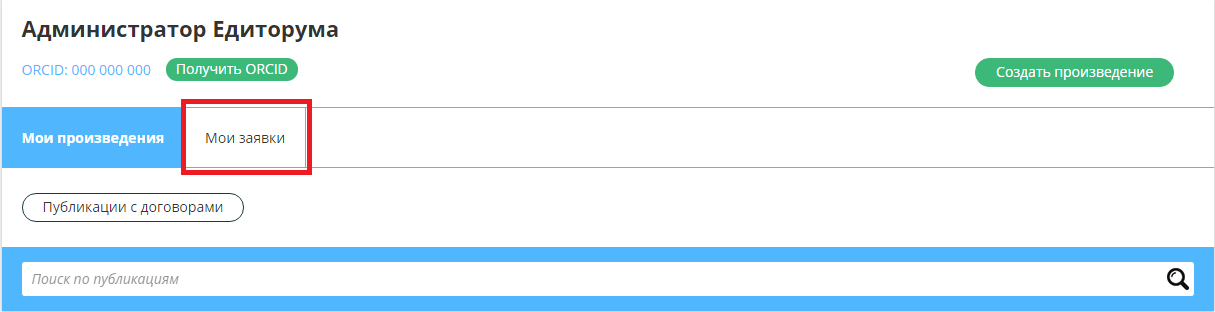 Администратор Едиторума
ORCID: 000 000 000 Получить ORCID
Создать произведение
Мои произведения Мои заявки
Публикации с договорами
Поиск по публикациям